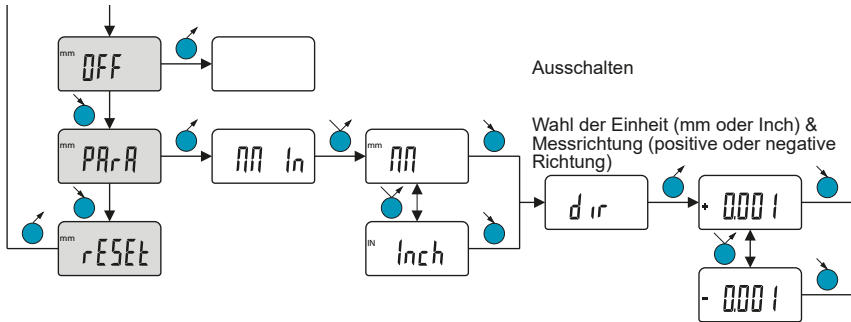 mm
OFF
Ausschalten
Wahl der Einheit (mm oder Inch) &
Messrichtung (positive oder negative
Richtung)
mm
PArA
MM In
mm
MM
dir
+ 0.001
mm
rESEt
IN
Inch
- 0.001